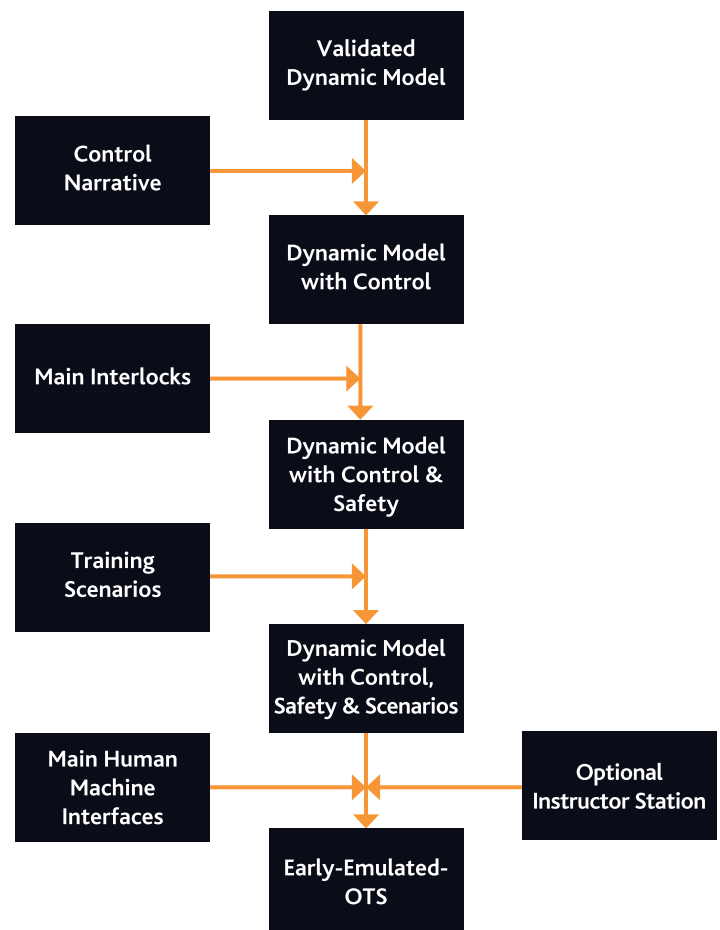 Validated
Dynamic Model
Control
Narrative
Dynamic Model
with Control
Main Interlocks
Dynamic Model
with Control &
Safety
Training
Scenarios
Dynamic Model
with Control,
Safety & Scenarios
Main Human
Machine
Interfaces
Optional
Instructor Station
Early-Emulated-
OTS